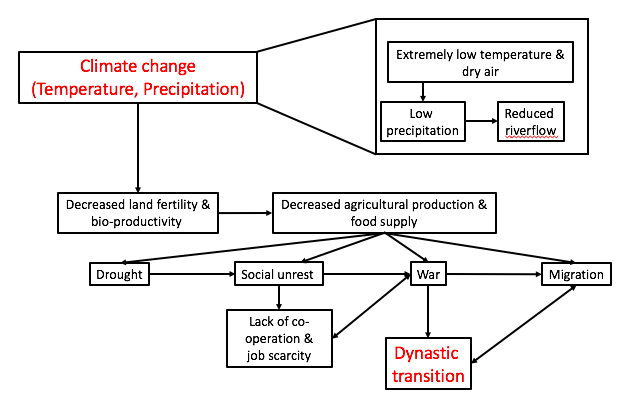 Climate change
(Temperature, Precipitation)
Extremely low temperature &
dry air
Low
precipitation
Reduced
riverflow
Decreased land fertility &
bio-productivity
Decreased agricultural production &
food supply
Drought
Social unrest
War
Migration
Lack of co-
operation &
job scarcity
Dynastic
transition